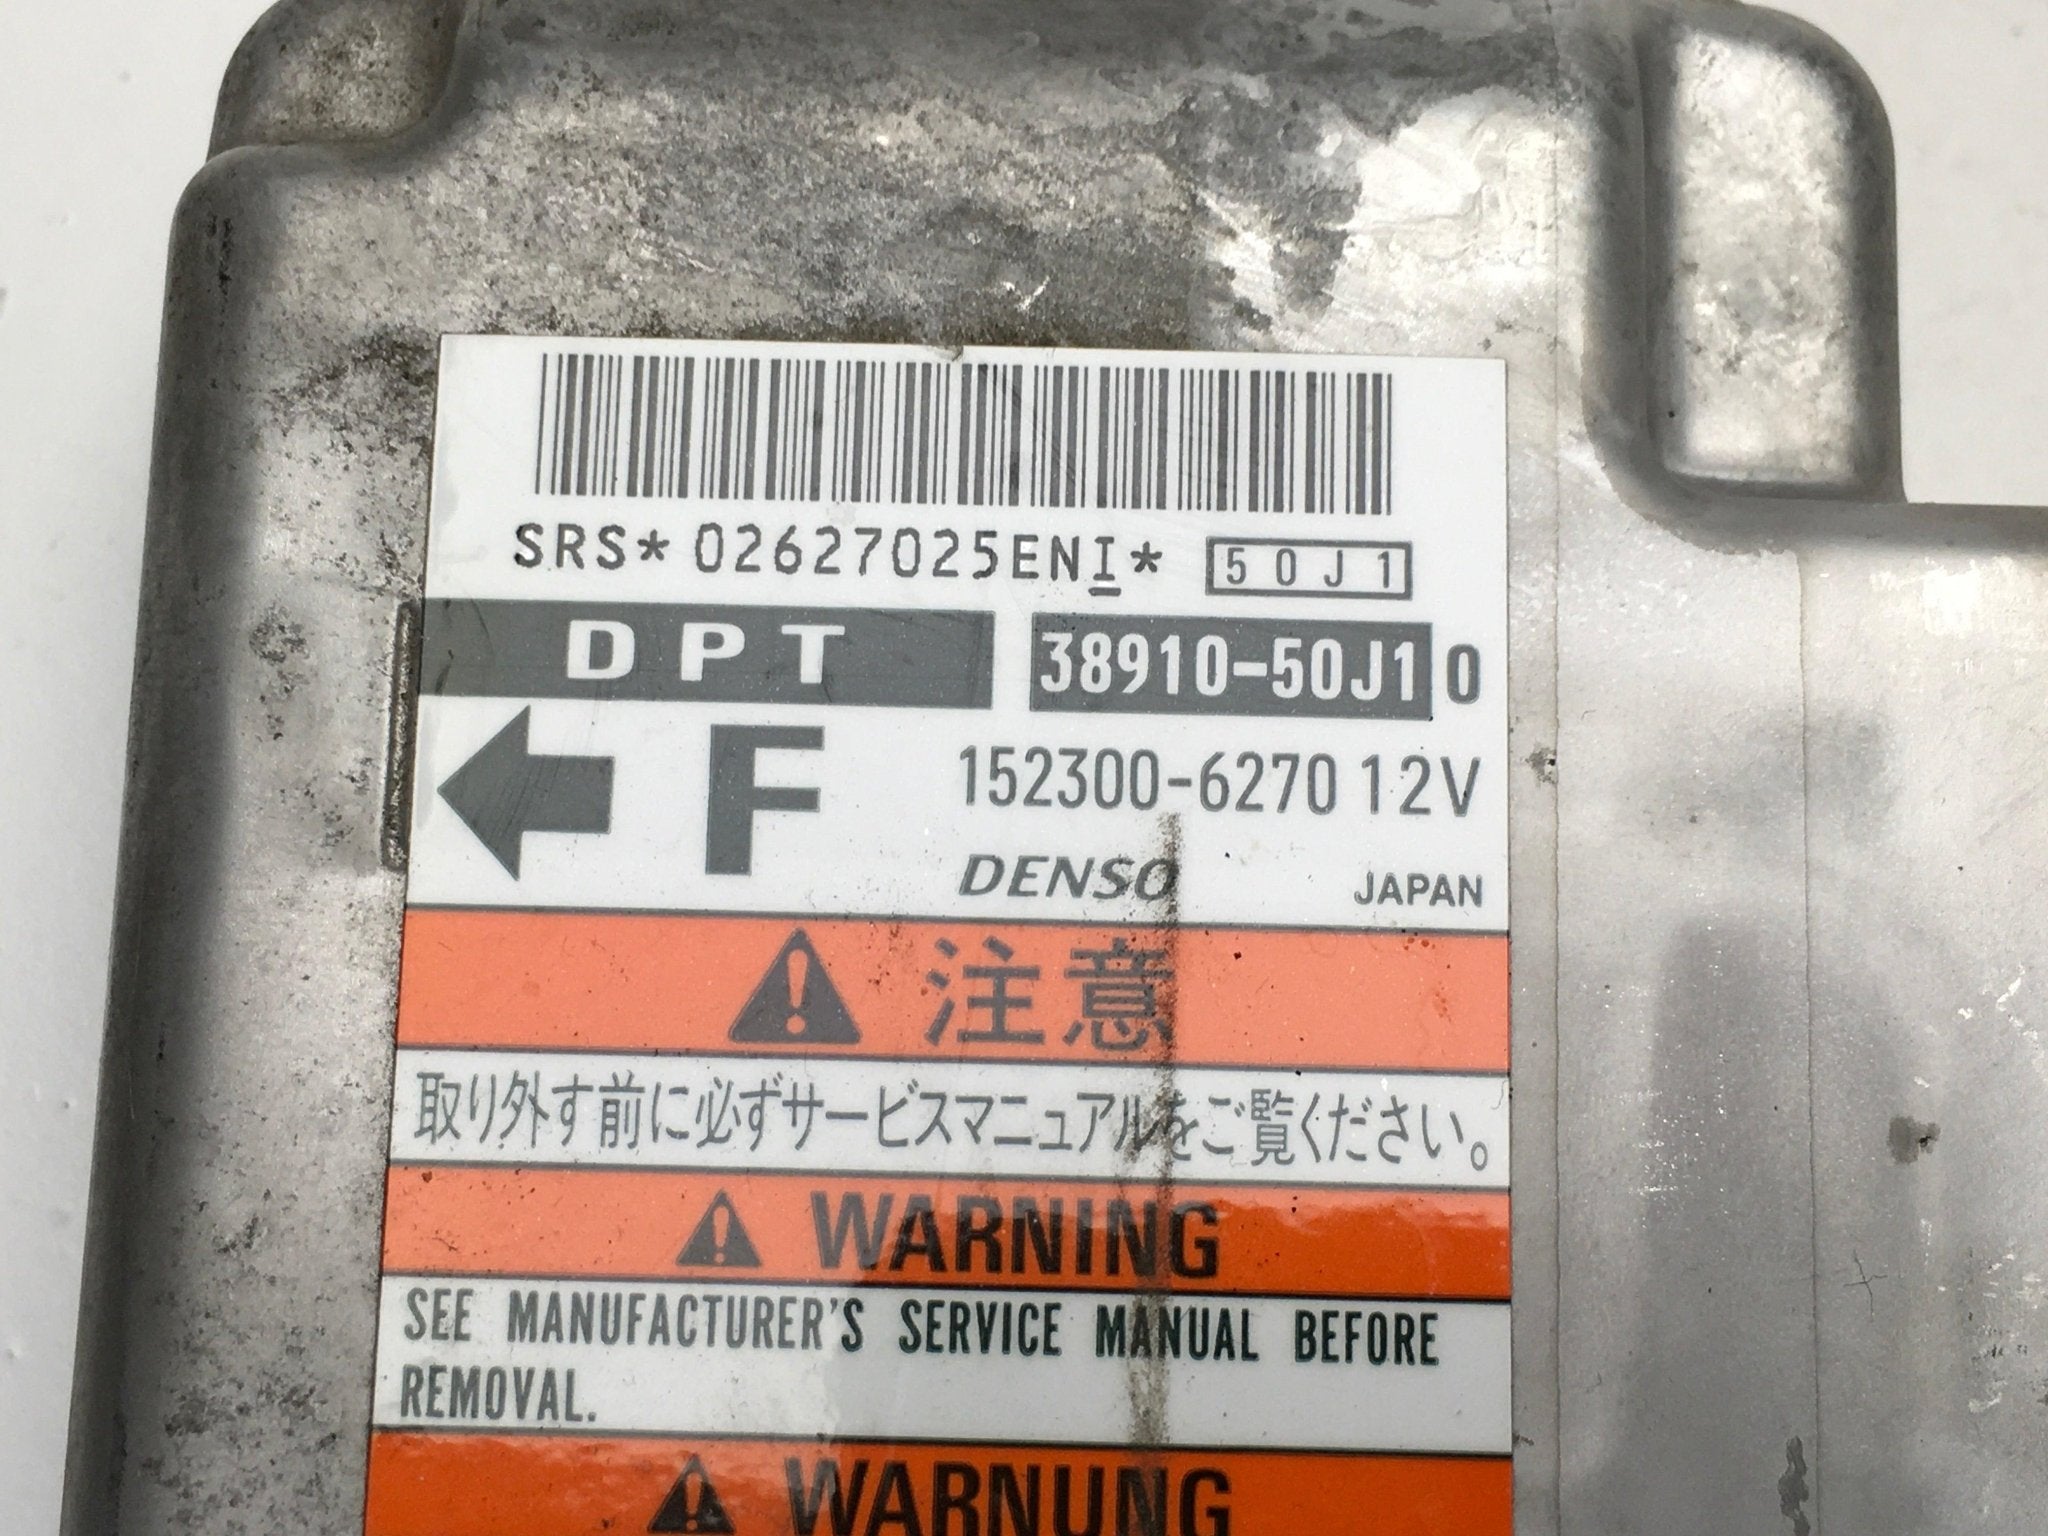 SRS*02627025ENI* 50J1
DPT 38910-50J10
F 152300-6270 12V
DENSO JAPAN
注意
取り外す前に必ずサービスマニュアルをご覧ください。
WARNING
SEE MANUFACTURER'S SERVICE MANUAL BEFORE
REMOVAL.
WARNUNG